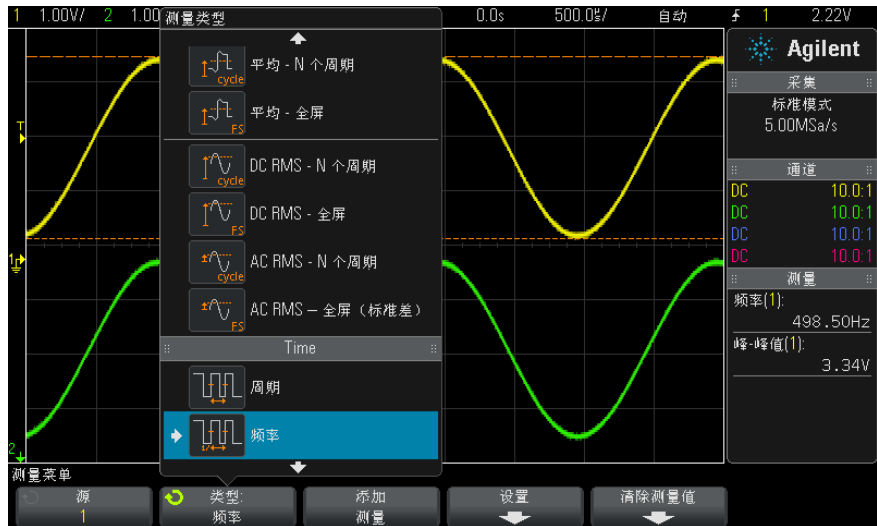 1 1.00V/ 2 1.00 0.0s 500.0㎲/ 自动 1 2.22V
测量类型
cycle 平均 - N 个周期
FS 平均 - 全屏
cycle DC RMS - N 个周期
FS DC RMS - 全屏
cycle AC RMS - N 个周期
FS AC RMS — 全屏（标准差）
Time
周期
1/ 频率
T
1
2
Agilent
采集
标准模式
5.00MSa/s
通道
DC 10.0:1
DC 10.0:1
DC 10.0:1
DC 10.0:1
测量
频率(1):
498.50Hz
峰-峰值(1):
3.34V
测量菜单
源
1
类型:
频率
添加
测量
设置
清除测量值